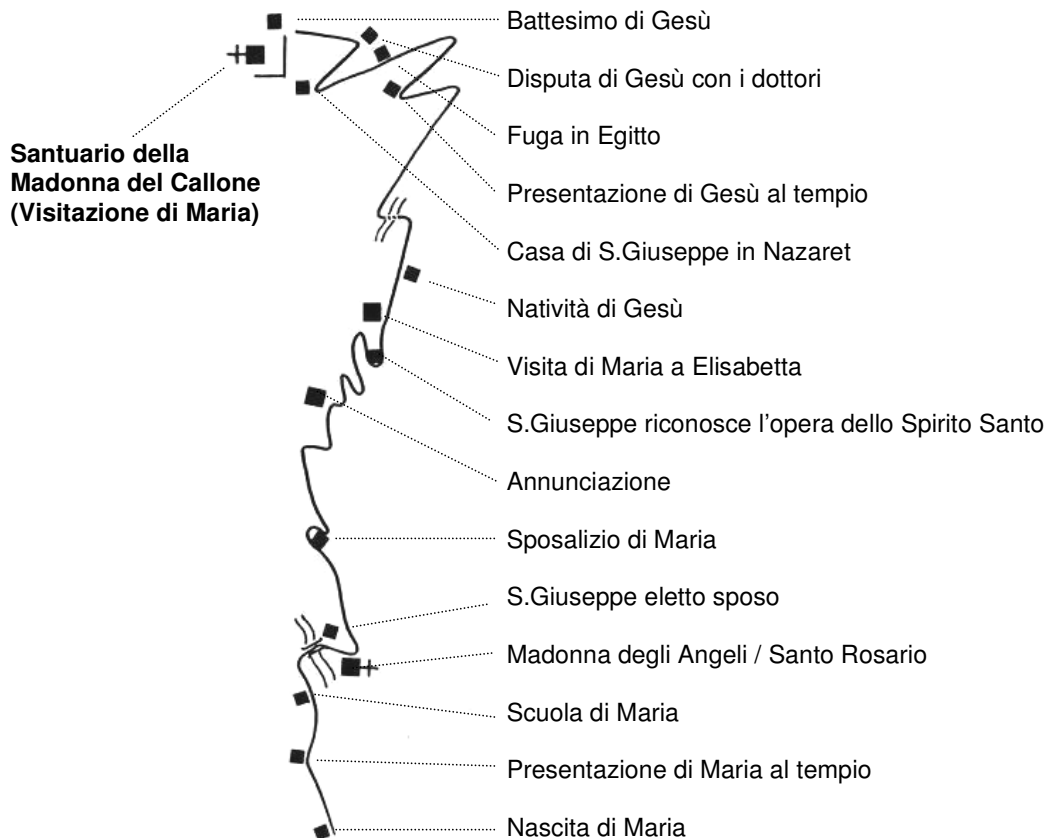 Battesimo di Gesù
Disputa di Gesù con i dottori
Fuga in Egitto
Santuario della
Madonna del Callone
(Visitazione di Maria)
Presentazione di Gesù al tempio
Casa di S.Giuseppe in Nazaret
Natività di Gesù
Visita di Maria a Elisabetta
S.Giuseppe riconosce l'opera dello Spirito Santo
Annunciazione
Sposalizio di Maria
S.Giuseppe eletto sposo
Madonna degli Angeli / Santo Rosario
Scuola di Maria
Presentazione di Maria al tempio
Nascita di Maria